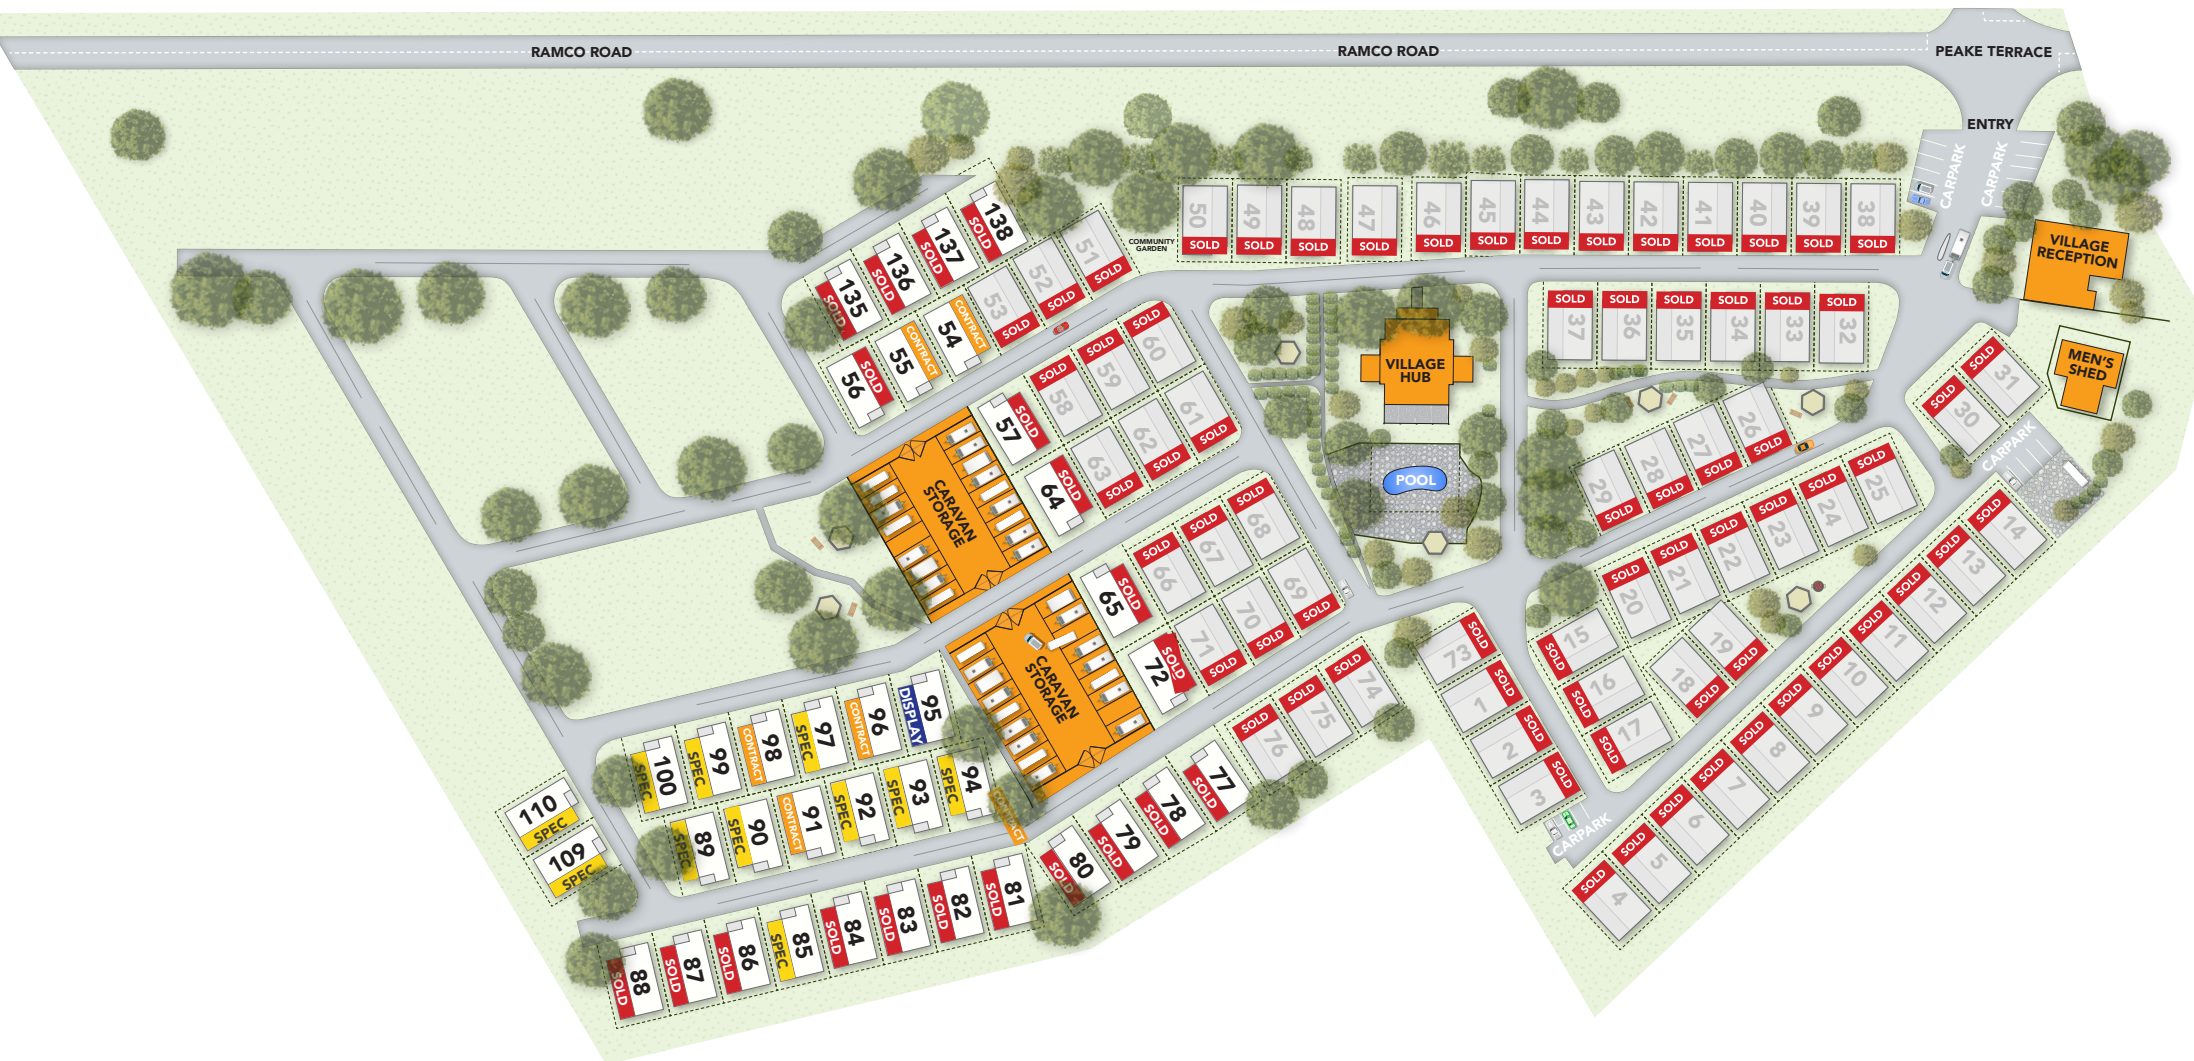 RAMCO ROAD
RAMCO ROAD
PEAKE TERRACE
ENTRY
CARPARK
CARPARK
VILLAGE
RECEPTION
MEN'S
SHED
COMMUNITY
GARDEN
50
SOLD
49
SOLD
48
SOLD
47
SOLD
46
SOLD
45
SOLD
44
SOLD
43
SOLD
42
SOLD
41
SOLD
40
SOLD
39
SOLD
38
SOLD
138
SOLD
137
SOLD
136
SOLD
135
SOLD
51
SOLD
52
SOLD
53
SOLD
54
CONTRACT
55
CONTRACT
56
SOLD
SOLD
37
SOLD
36
SOLD
35
SOLD
34
SOLD
33
SOLD
32
VILLAGE
HUB
POOL
SOLD
60
SOLD
59
SOLD
58
SOLD
57
61
SOLD
62
SOLD
63
SOLD
64
SOLD
SOLD
31
SOLD
30
CARPARK
26
SOLD
27
SOLD
28
SOLD
29
SOLD
SOLD
25
SOLD
24
SOLD
23
SOLD
22
SOLD
21
SOLD
20
CARAVAN
STORAGE
SOLD
68
SOLD
67
SOLD
66
SOLD
65
69
SOLD
70
SOLD
71
SOLD
72
SOLD
SOLD
14
SOLD
13
SOLD
12
SOLD
11
SOLD
10
SOLD
9
SOLD
8
SOLD
7
SOLD
6
SOLD
5
SOLD
4
15
SOLD
16
SOLD
17
SOLD
18
SOLD
19
SOLD
73
SOLD
1
SOLD
2
SOLD
3
SOLD
CARPARK
CARAVAN
STORAGE
SOLD
74
SOLD
75
SOLD
76
77
SOLD
78
SOLD
79
SOLD
80
SOLD
95
DISPLAY
96
CONTRACT
97
SPEC
98
CONTRACT
99
SPEC
100
SPEC
94
SPEC
93
SPEC
92
SPEC
91
CONTRACT
90
SPEC
89
SPEC
CONTRACT
110
SPEC
109
SPEC
81
SOLD
82
SOLD
83
SOLD
84
SOLD
85
SPEC
86
SOLD
87
SOLD
88
SOLD